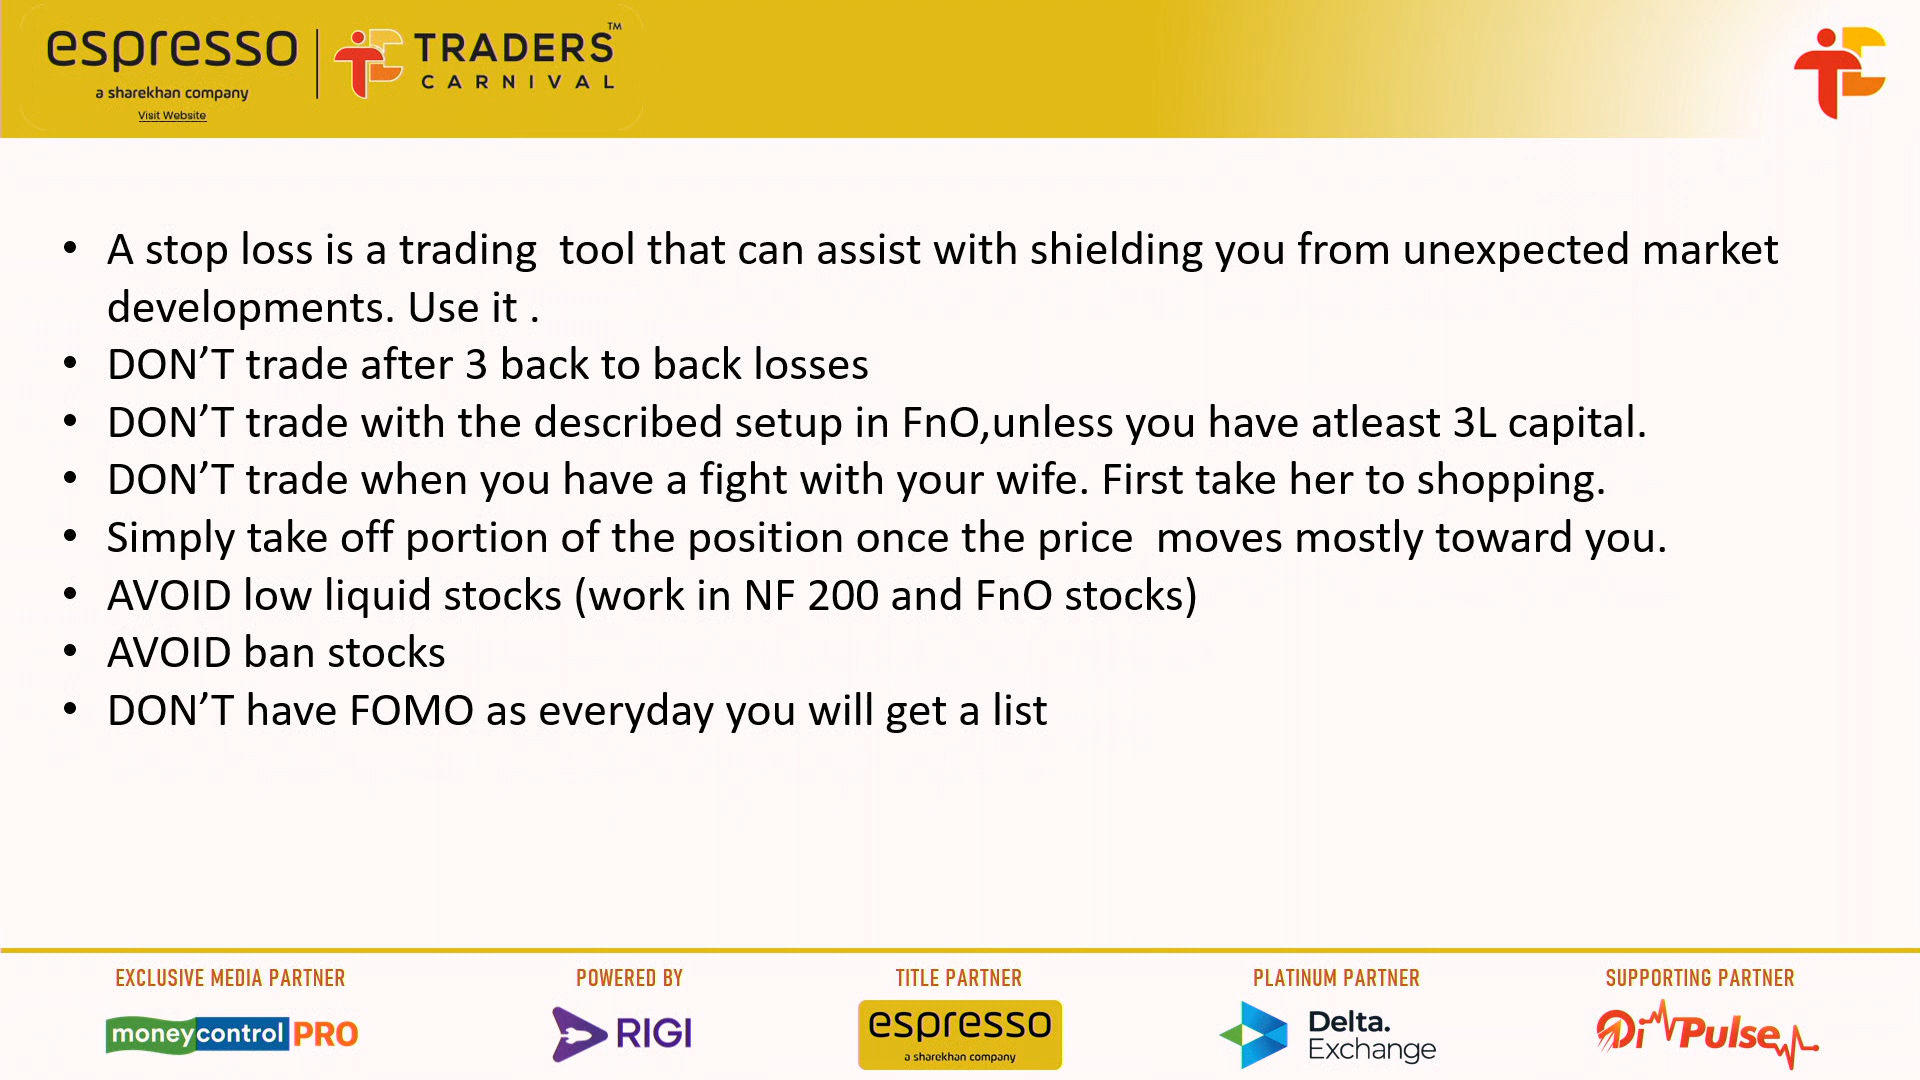 espresso
a sharekhan company
Visit Website
TRADERS™
CARNIVAL
• A stop loss is a trading  tool that can assist with shielding you from unexpected market
developments. Use it .
• DON’T trade after 3 back to back losses
• DON’T trade with the described setup in FnO,unless you have atleast 3L capital.
• DON’T trade when you have a fight with your wife. First take her to shopping.
• Simply take off portion of the position once the price  moves mostly toward you.
• AVOID low liquid stocks (work in NF 200 and FnO stocks)
• AVOID ban stocks
• DON’T have FOMO as everyday you will get a list
EXCLUSIVE MEDIA PARTNER
moneycontrol PRO
POWERED BY
RIGI
TITLE PARTNER
espresso
a sharekhan company
PLATINUM PARTNER
Delta.
Exchange
SUPPORTING PARTNER
DiPulse